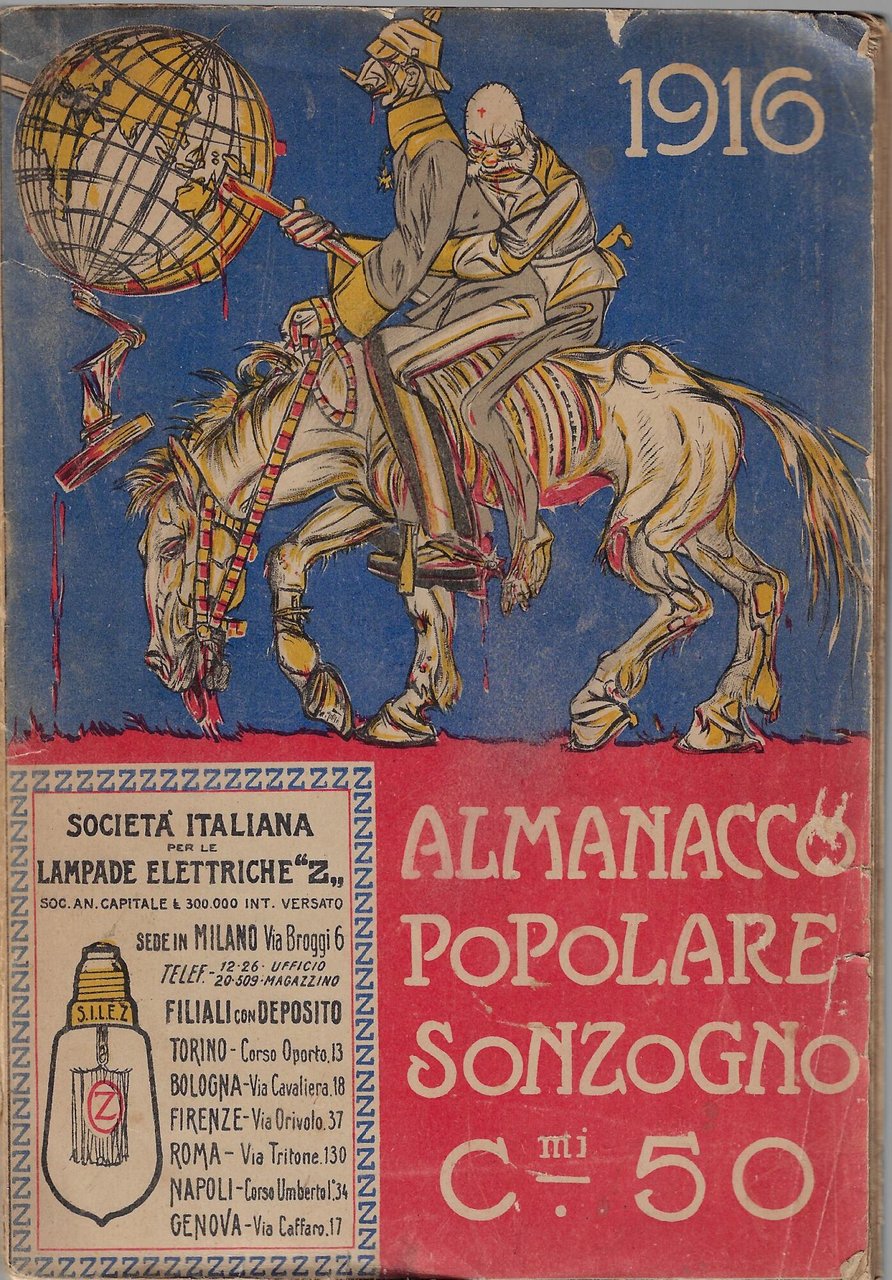 1916
SOCIETÀ ITALIANA
PER LE
LAMPADE ELETTRICHE “Z„
SOC. AN. CAPITALE £ 300.000 INT. VERSATO
SEDE IN MILANO Via Broggi 6
TELEF.- 12-26 - UFFICIO
20-509 - MAGAZZINO
FILIALI CON DEPOSITO
TORINO - Corso Oporto, 13
BOLOGNA - Via Cavaliera. 18
FIRENZE - Via Orivolo. 37
ROMA - Via Tritone. 130
NAPOLI - Corso Umberto I°. 34
GENOVA - Via Caffaro. 17
S.I.L.E.Z
Z
ALMANACCO
POPOLARE
SONZOGNO
C.mi 50